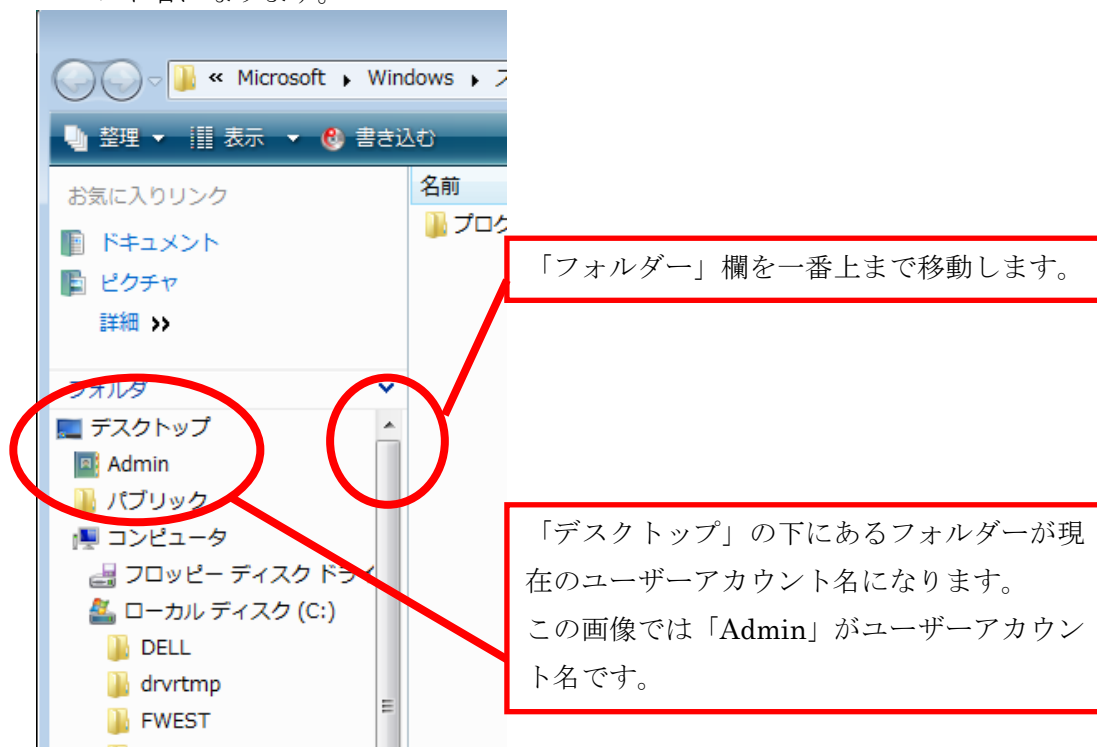 « Microsoft ▸ Windows ▸
整理 表示 書き込む
お気に入りリンク
ドキュメント
ピクチャ
詳細 »
フォルダ
デスクトップ
Admin
パブリック
コンピュータ
フロッピー ディスク ドライ
ローカル ディスク (C:)
DELL
drvrtmp
FWEST
名前
プログ
「フォルダー」欄を一番上まで移動します。
「デスクトップ」の下にあるフォルダーが現
在のユーザーアカウント名になります。
この画像では「Admin」がユーザーアカウン
ト名です。